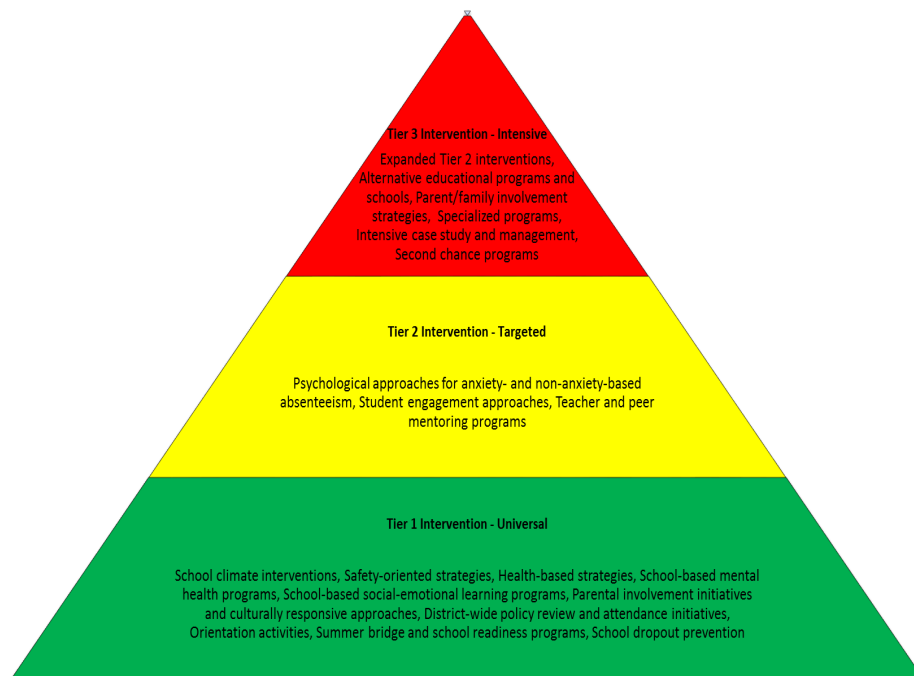 Tier 3 Intervention - Intensive
Expanded Tier 2 interventions,
Alternative educational programs and
schools, Parent/family involvement
strategies, Specialized programs,
Intensive case study and management,
Second chance programs
Tier 2 Intervention - Targeted
Psychological approaches for anxiety- and non-anxiety-based
absenteeism, Student engagement approaches, Teacher and peer
mentoring programs
Tier 1 Intervention - Universal
School climate interventions, Safety-oriented strategies, Health-based strategies, School-based mental
health programs, School-based social-emotional learning programs, Parental involvement initiatives
and culturally responsive approaches, District-wide policy review and attendance initiatives,
Orientation activities, Summer bridge and school readiness programs, School dropout prevention